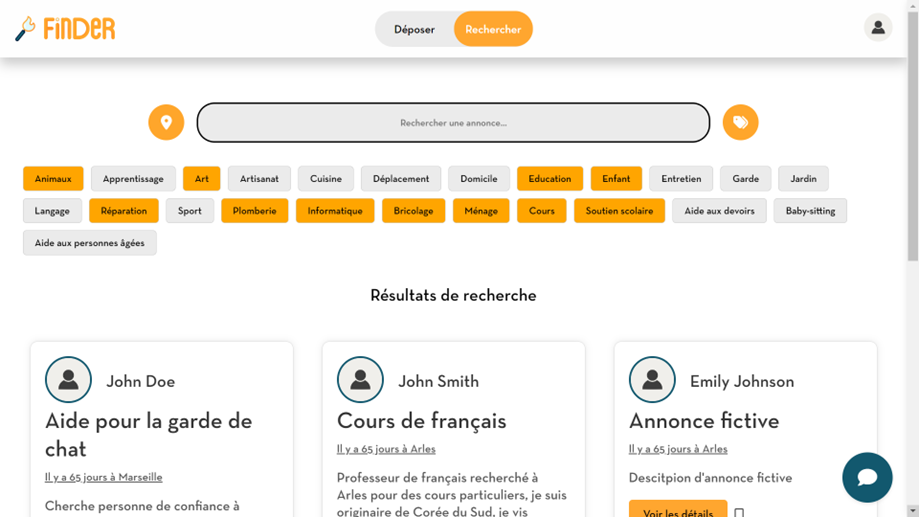 FiNDER
Déposer
Rechercher
Rechercher une annonce...
Animaux Apprentissage Art Artisanat Cuisine Déplacement Domicile Education Enfant Entretien Garde Jardin
Langage Réparation Sport Plomberie Informatique Bricolage Ménage Cours Soutien scolaire Aide aux devoirs Baby-sitting
Aide aux personnes âgées
Résultats de recherche
John Doe
Aide pour la garde de
chat
Il y a 65 jours à Marseille
Cherche personne de confiance à
John Smith
Cours de français
Il y a 65 jours à Arles
Professeur de français recherché à
Arles pour des cours particuliers, je suis
originaire de Corée du Sud, je vis
Emily Johnson
Annonce fictive
Il y a 65 jours à Arles
Descitpion d'annonce fictive
Voir les détails